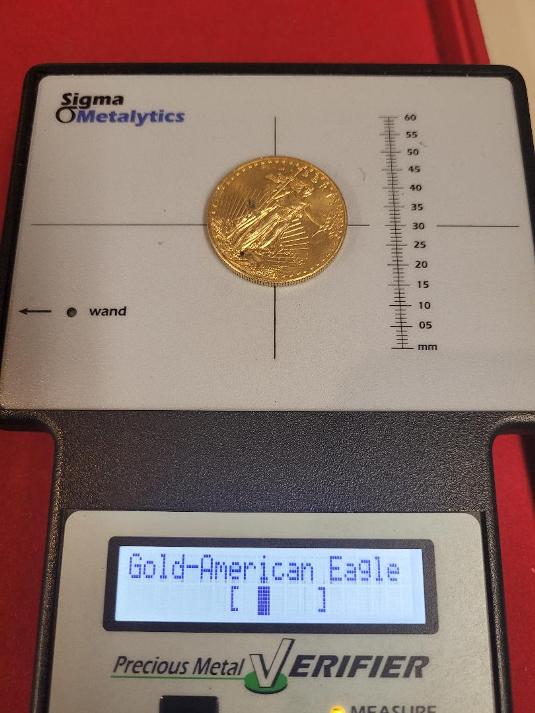 Sigma
Metalytics
60
55
50
45
40
35
30
25
20
15
10
05
mm
wand
Gold-American Eagle
[ ]
Precious Metal VERIFIER
MEASURE